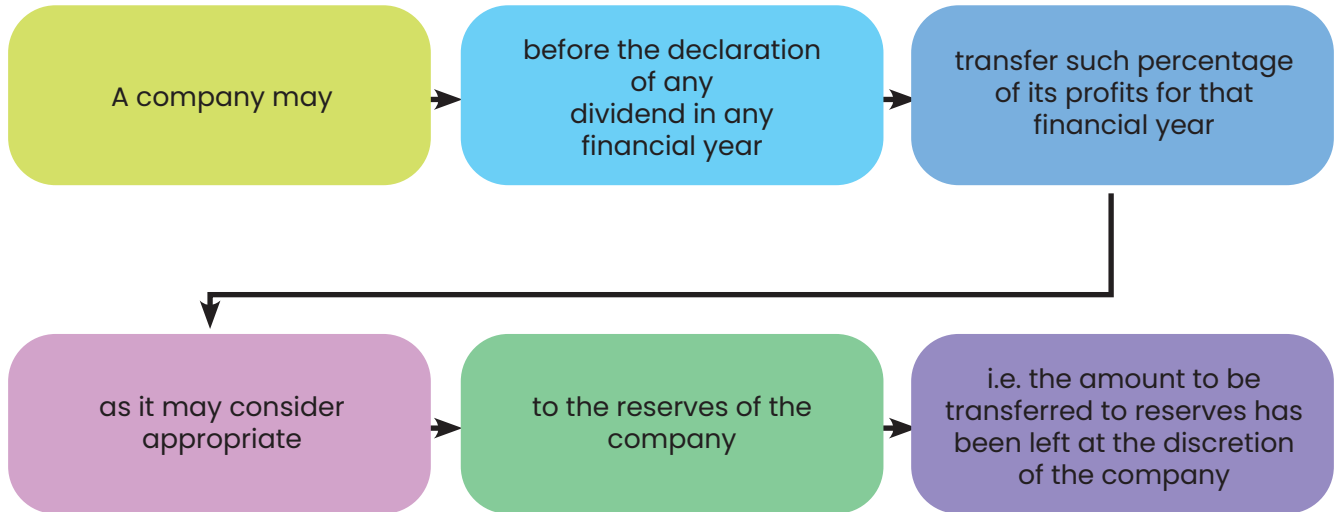 A company may
before the declaration
of any
dividend in any
financial year
transfer such percentage
of its profits for that
financial year
as it may consider
appropriate
to the reserves of the
company
i.e. the amount to be
transferred to reserves has
been left at the discretion
of the company